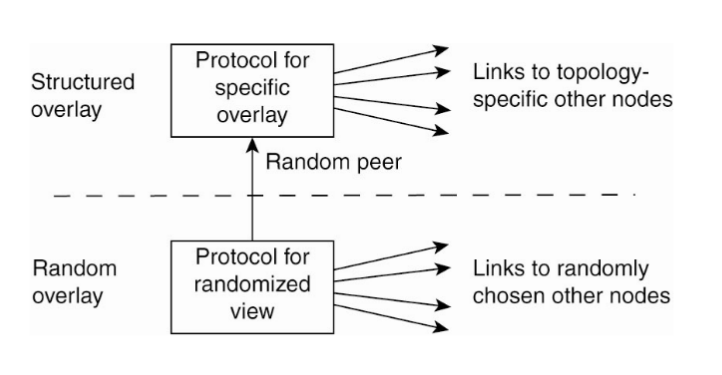 Structured
overlay
Protocol for
specific
overlay
Links to topology-
specific other nodes
Random peer
Random
overlay
Protocol for
randomized
view
Links to randomly
chosen other nodes